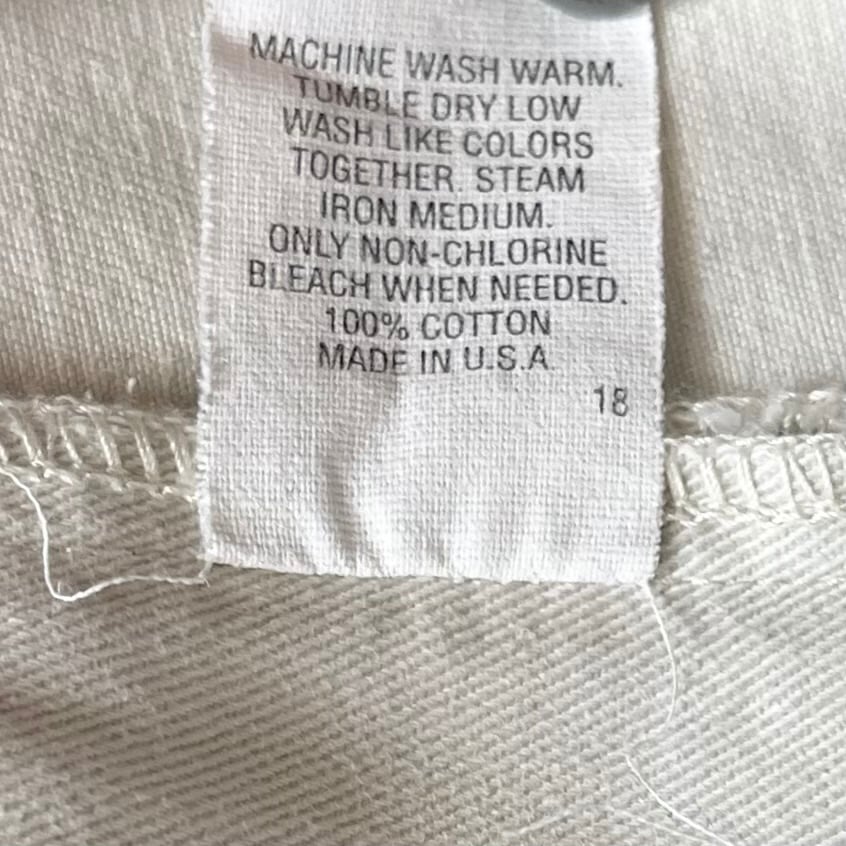 MACHINE WASH WARM.
TUMBLE DRY LOW
WASH LIKE COLORS
TOGETHER. STEAM
IRON MEDIUM.
ONLY NON-CHLORINE
BLEACH WHEN NEEDED.
100% COTTON
MADE IN U.S.A
18